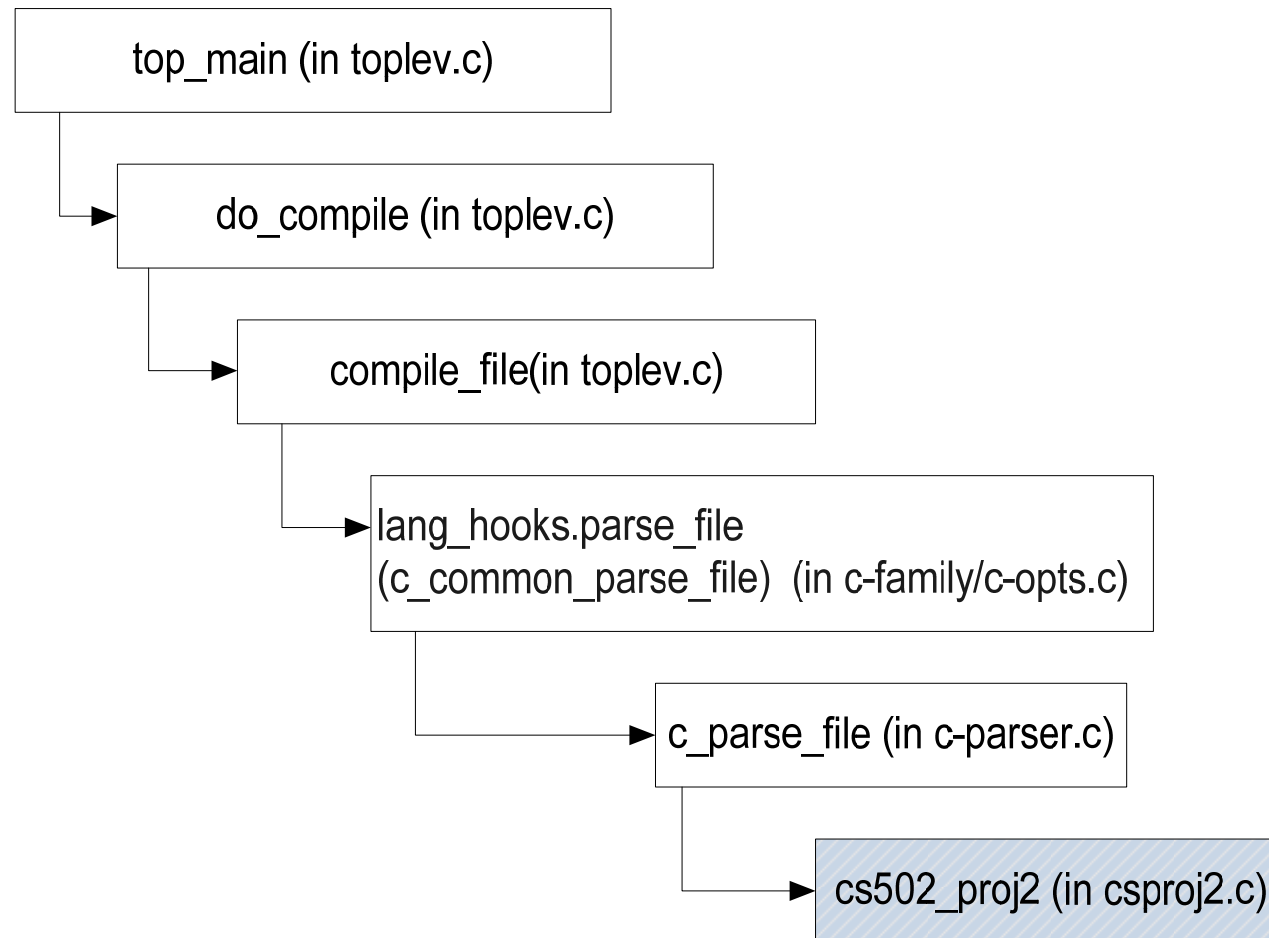 top_main (in toplev.c)
do_compile (in toplev.c)
compile_file(in toplev.c)
lang_hooks.parse_file
(c_common_parse_file) (in c-family/c-opts.c)
c_parse_file (in c-parser.c)
cs502_proj2 (in csproj2.c)